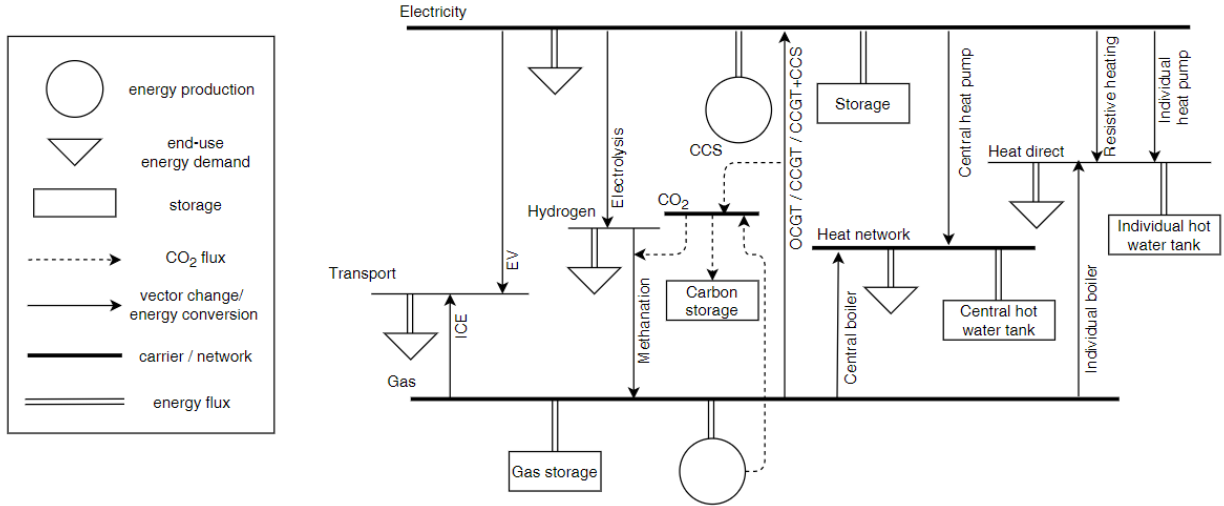 energy production
end-use
energy demand
storage
CO2 flux
vector change/
energy conversion
carrier / network
energy flux
Electricity
CCS
Storage
OCGT / CCGT / CCGT+CCS
Central heat pump
Resistive heating
Individual
heat pump
Heat direct
Electrolysis
CO2
Hydrogen
Individual hot
water tank
Heat network
EV
Transport
Carbon
storage
Central hot
water tank
ICE
Methanation
Central boiler
Individual boiler
Gas
Gas storage